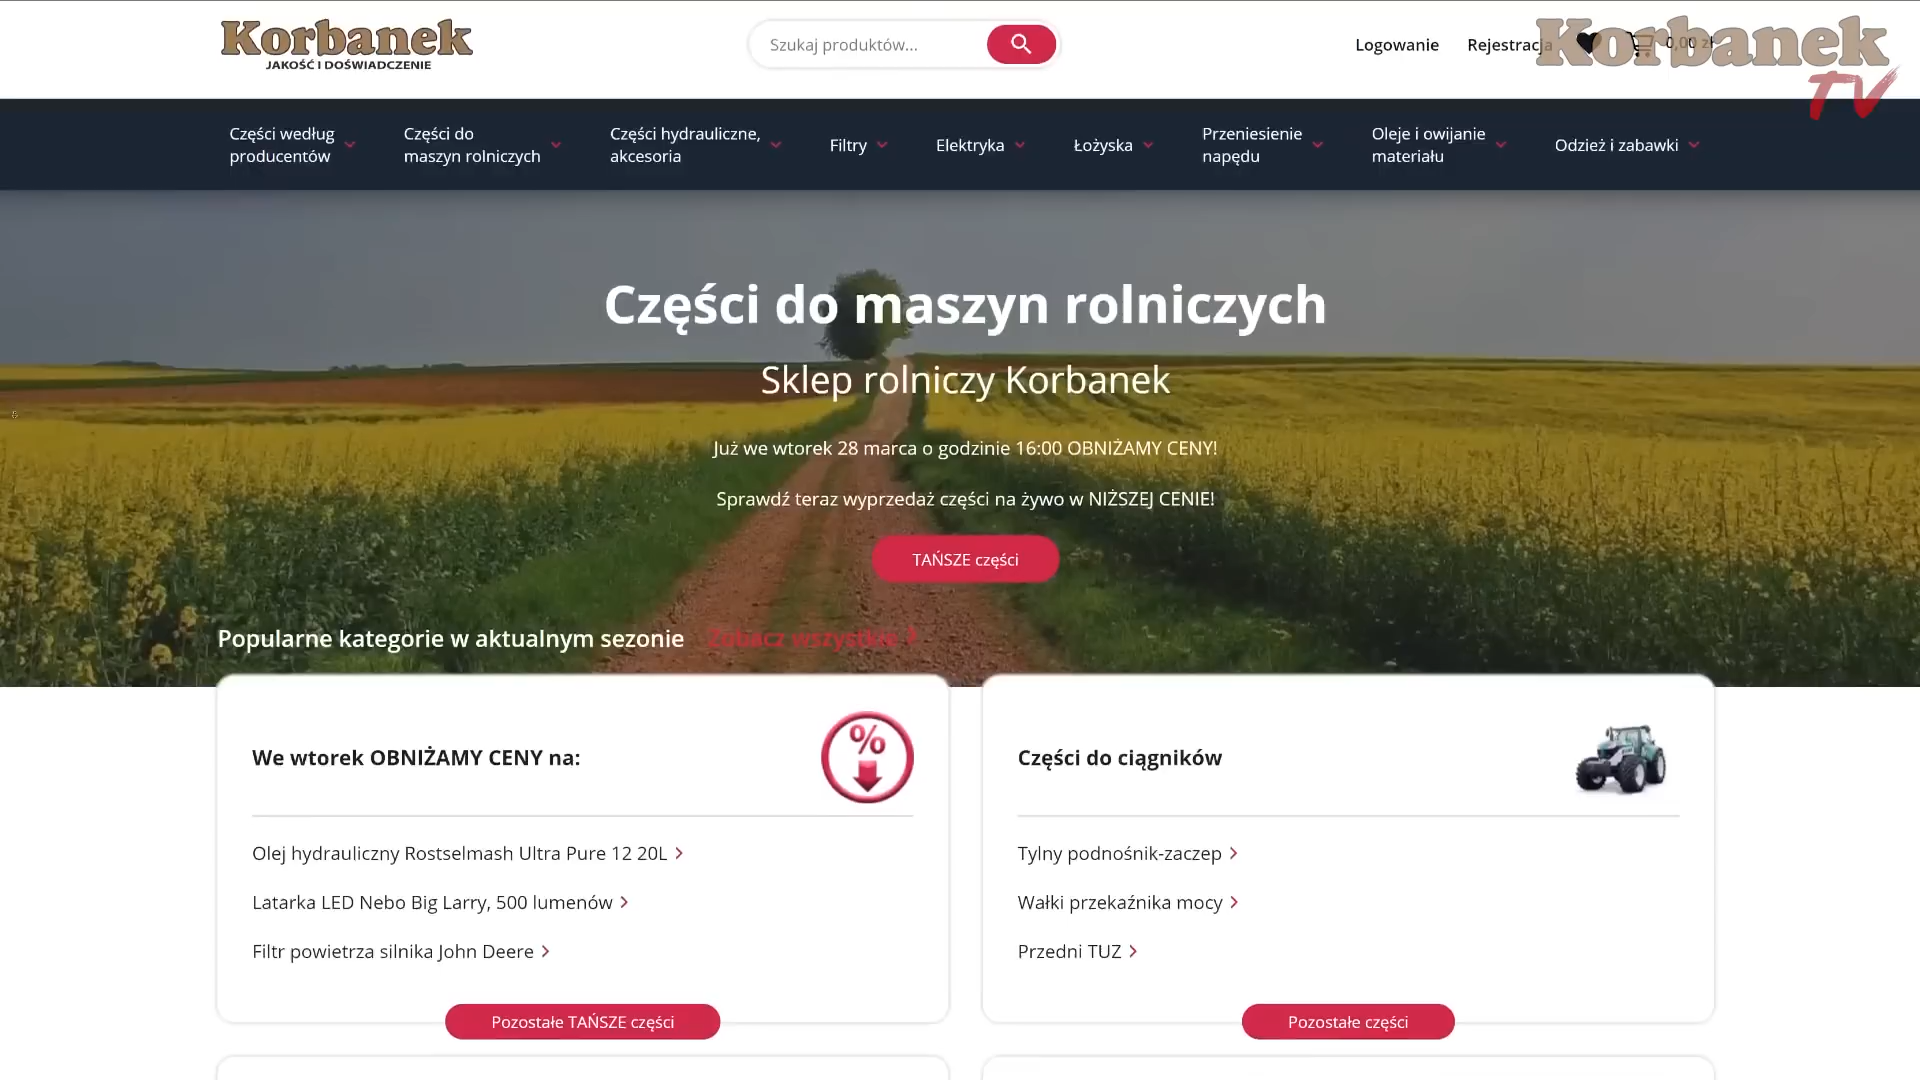 Korbanek
JAKOŚĆ I DOŚWIADCZENIE
Szukaj produktów...
Logowanie
Rejestracja
0,00 zł
Korbanek
TV
Części według
producentów
Części do
maszyn rolniczych
Części hydrauliczne,
akcesoria
Filtry
Elektryka
Łożyska
Przeniesienie
napędu
Oleje i owijanie
materiału
Odzież i zabawki
Części do maszyn rolniczych
Sklep rolniczy Korbanek
Już we wtorek 28 marca o godzinie 16:00 OBNIŻAMY CENY!
Sprawdź teraz wyprzedaż części na żywo w NIŻSZEJ CENIE!
TAŃSZE części
Popularne kategorie w aktualnym sezonie Zobacz wszystkie
We wtorek OBNIŻAMY CENY na:
%
Olej hydrauliczny Rostselmash Ultra Pure 12 20L
Latarka LED Nebo Big Larry, 500 lumenów
Filtr powietrza silnika John Deere
Pozostałe TAŃSZE części
Części do ciągników
Tylny podnośnik-zaczep
Wałki przekaźnika mocy
Przedni TUZ
Pozostałe części